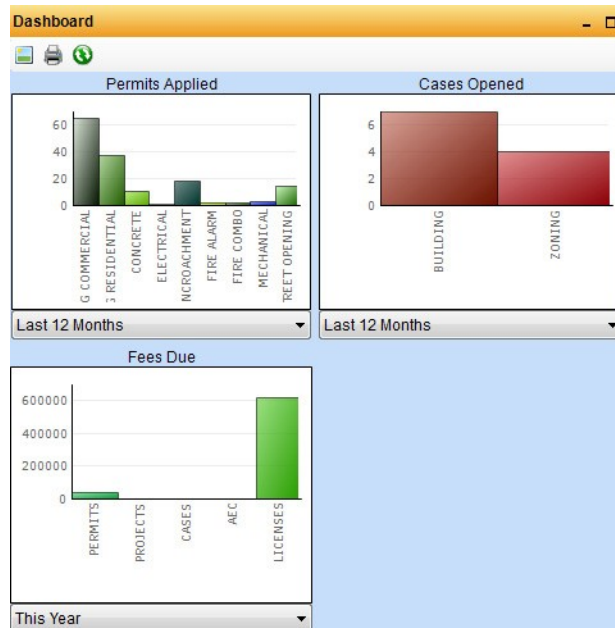 Dashboard
Permits Applied
60
40
20
0
G COMMERCIAL
RESIDENTIAL
CONCRETE
ELECTRICAL
NCROACHMENT
FIRE ALARM
FIRE COMBO
MECHANICAL
REET OPENING
Last 12 Months
Cases Opened
6
4
2
0
BUILDING
ZONING
Last 12 Months
Fees Due
600000
400000
200000
0
PERMITS
PROJECTS
CASES
AEC
LICENSES
This Year